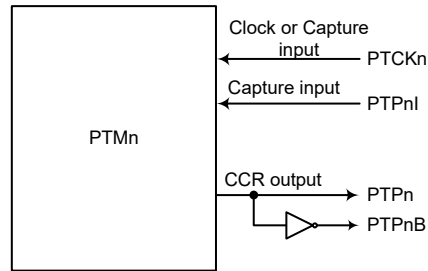 Clock or Capture
input
PTCKn
Capture input
PTPnI
PTMn
CCR output
PTPn
PTPnB